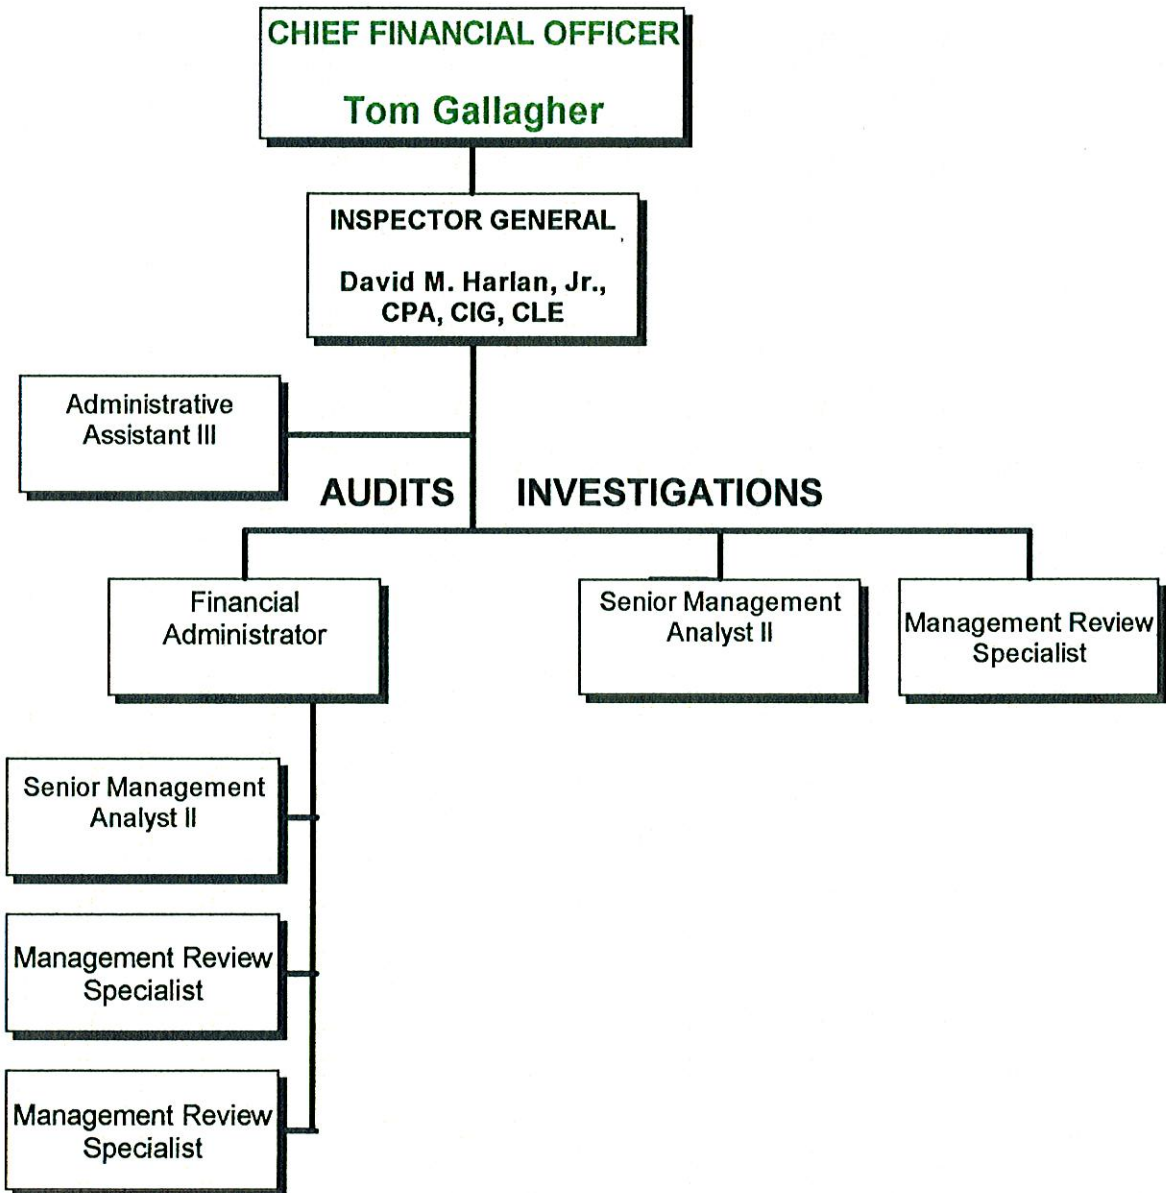 CHIEF FINANCIAL OFFICER
Tom Gallagher
INSPECTOR GENERAL
David M. Harlan, Jr.,
CPA, CIG, CLE
Administrative
Assistant III
AUDITS
INVESTIGATIONS
Financial
Administrator
Senior Management
Analyst II
Management Review
Specialist
Senior Management
Analyst II
Management Review
Specialist
Management Review
Specialist